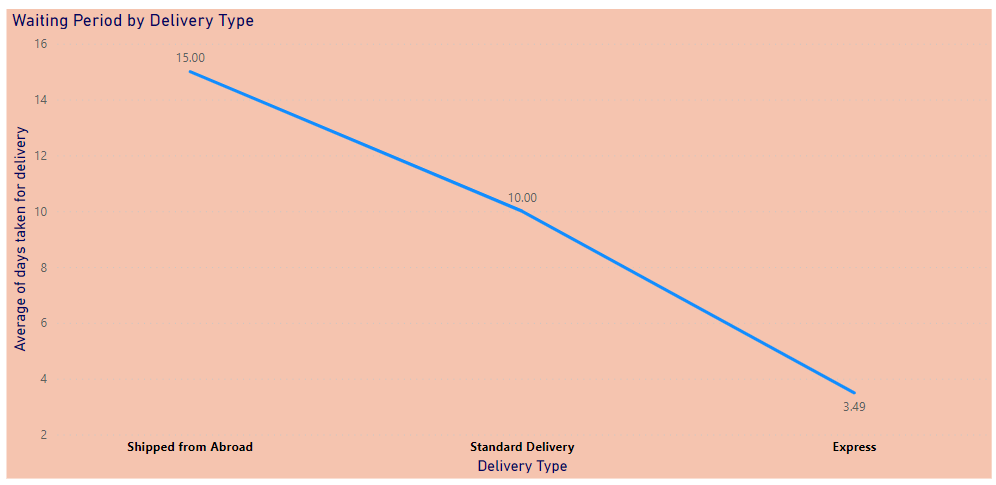 Waiting Period by Delivery Type
16
15.00
14
12
10.00
10
8
6
4
3.49
2
Average of days taken for delivery
Shipped from Abroad Standard Delivery Express
Delivery Type